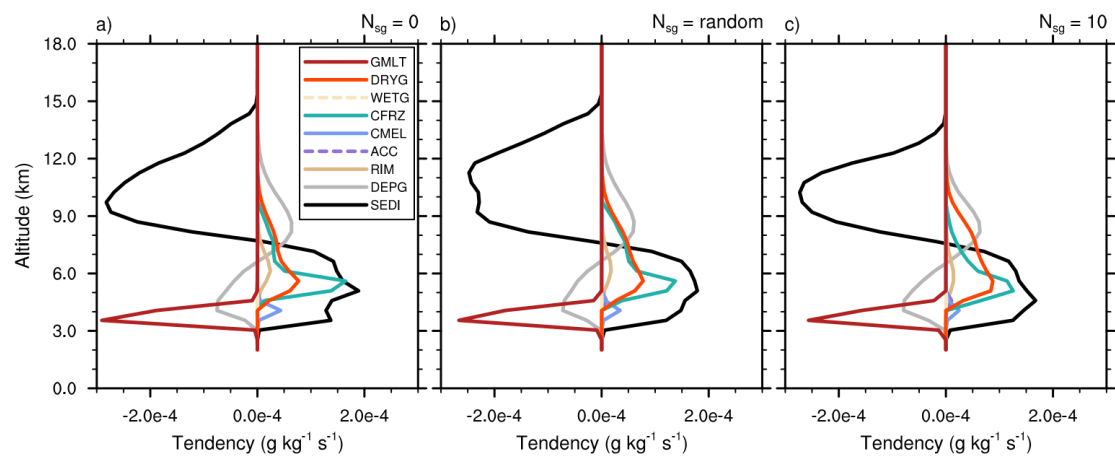 a) N_sg = 0
b) N_sg = random
c) N_sg = 10
18.0
15.0
12.0
9.0
6.0
3.0
0.0
Altitude (km)
GMLT
DRYG
WETG
CFRZ
CMEL
ACC
RIM
DEPG
SEDI
-2.0e-4 0.0e-4 2.0e-4
-2.0e-4 0.0e-4 2.0e-4
-2.0e-4 0.0e-4 2.0e-4
Tendency (g kg⁻¹ s⁻¹)
Tendency (g kg⁻¹ s⁻¹)
Tendency (g kg⁻¹ s⁻¹)